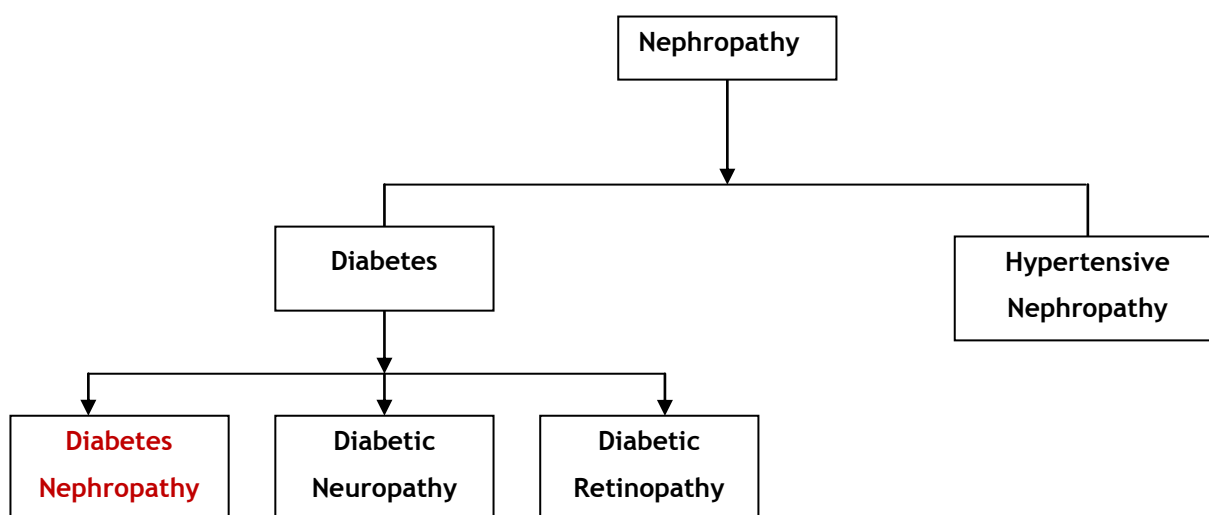 Nephropathy
Diabetes
Hypertensive
Nephropathy
Diabetes
Nephropathy
Diabetic
Neuropathy
Diabetic
Retinopathy